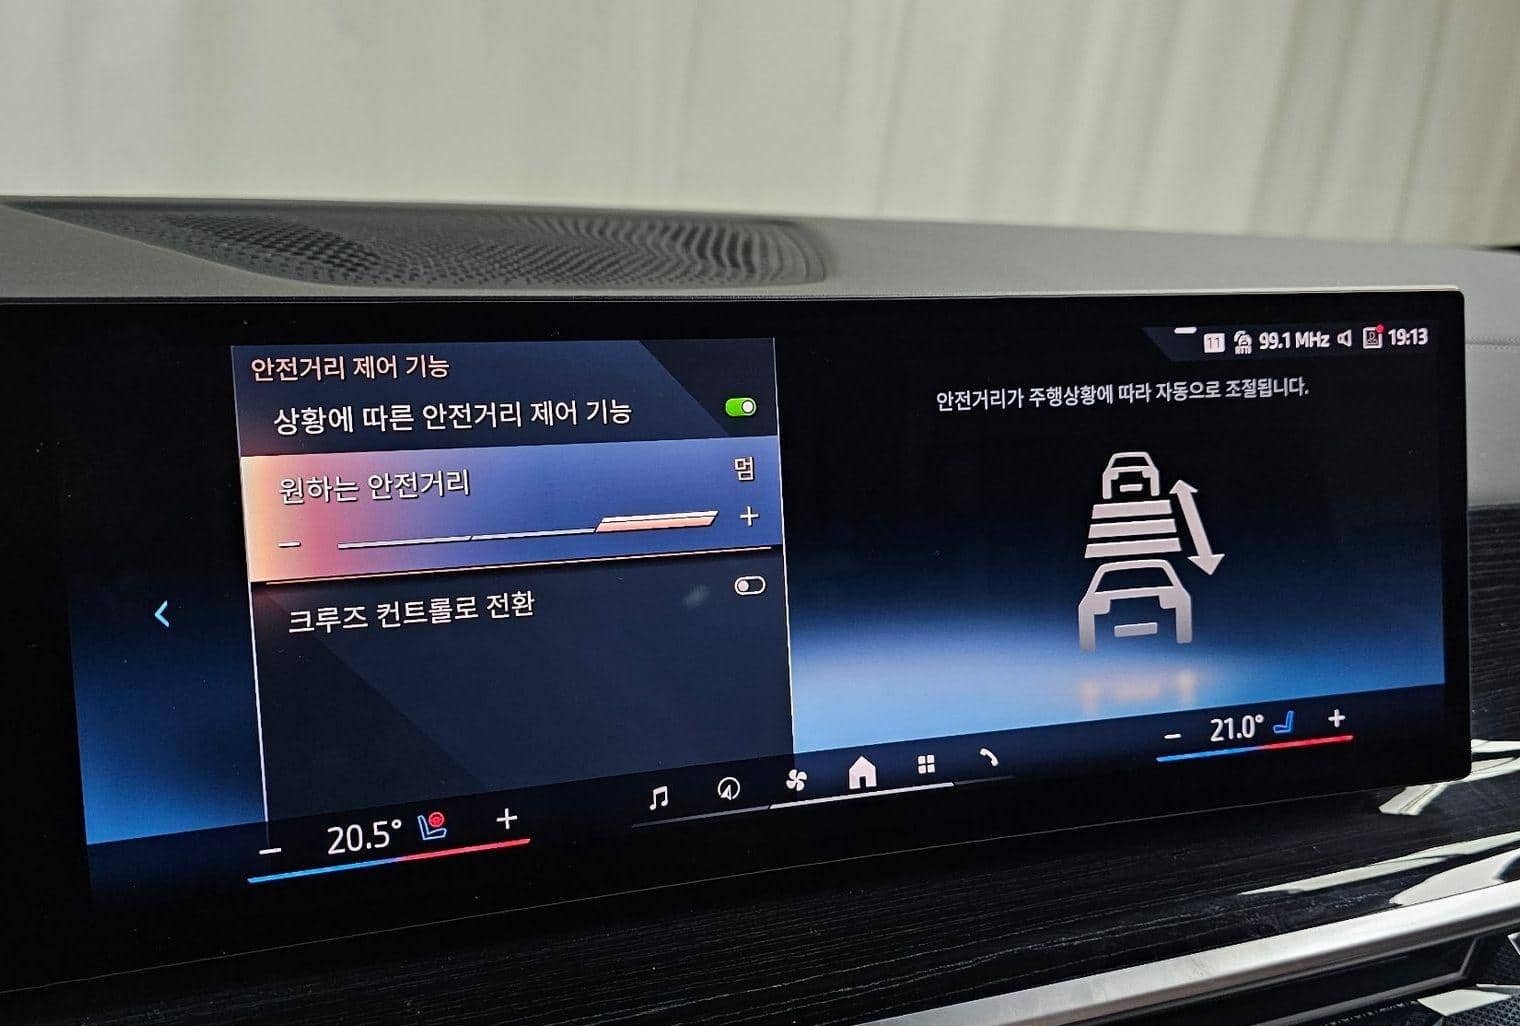 안전거리 제어 기능
상황에 따른 안전거리 제어 기능
원하는 안전거리 멈
크루즈 컨트롤로 전환
11 AUTO 99.1 MHz 19:13
안전거리가 주행상황에 따라 자동으로 조절됩니다.
20.5°
21.0°